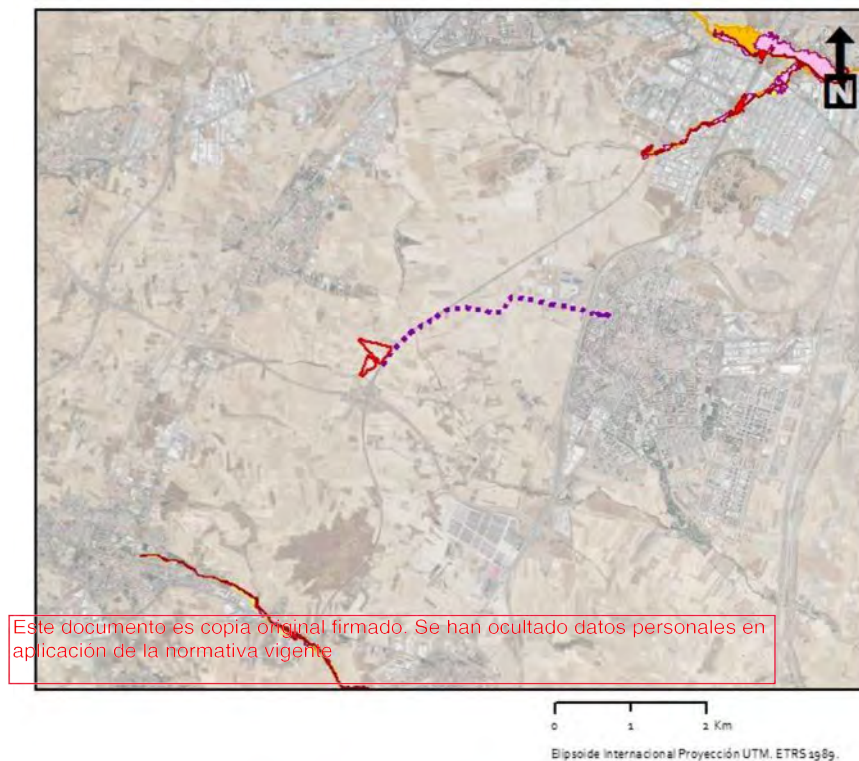 N
Este documento es copia original firmado. Se han ocultado datos personales en
aplicación de la normativa vigente
0 1 2 Km
Elipsoide Internacional Proyección UTM. ETRS 1989.